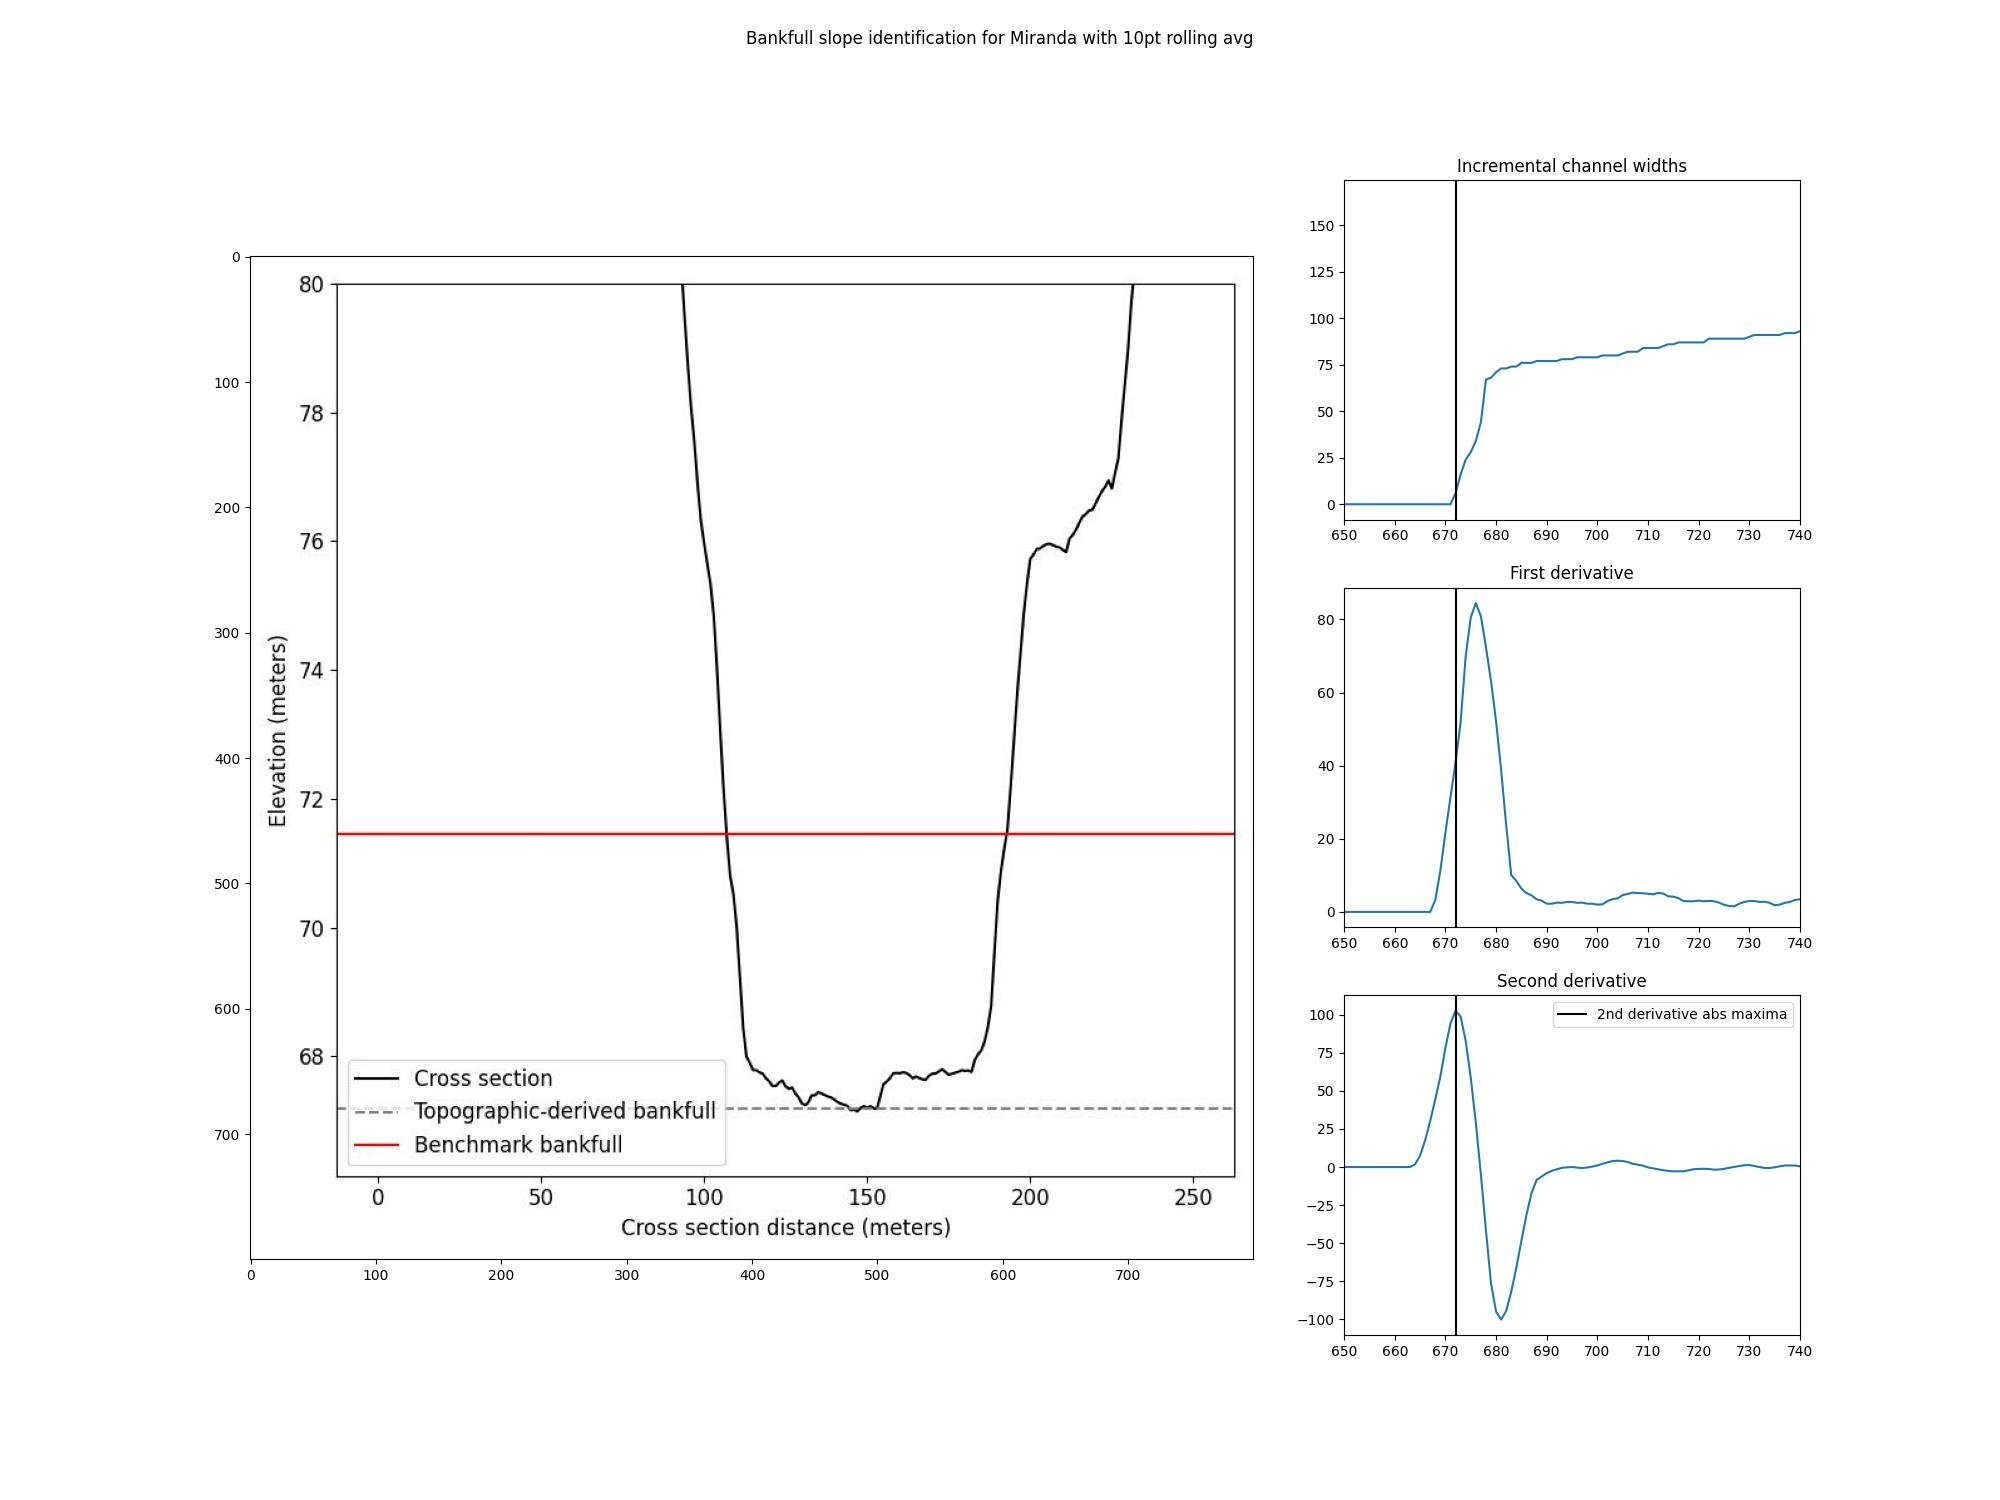 Bankfull slope identification for Miranda with 10pt rolling avg
0
100
200
300
400
500
600
700
80
78
76
74
72
70
68
Elevation (meters)
Cross section
Topographic-derived bankfull
Benchmark bankfull
0 50 100 150 200 250
Cross section distance (meters)
0 100 200 300 400 500 600 700
Incremental channel widths
150
125
100
75
50
25
0
650 660 670 680 690 700 710 720 730 740
First derivative
80
60
40
20
0
650 660 670 680 690 700 710 720 730 740
Second derivative
2nd derivative abs maxima
100
75
50
25
0
−25
−50
−75
−100
650 660 670 680 690 700 710 720 730 740